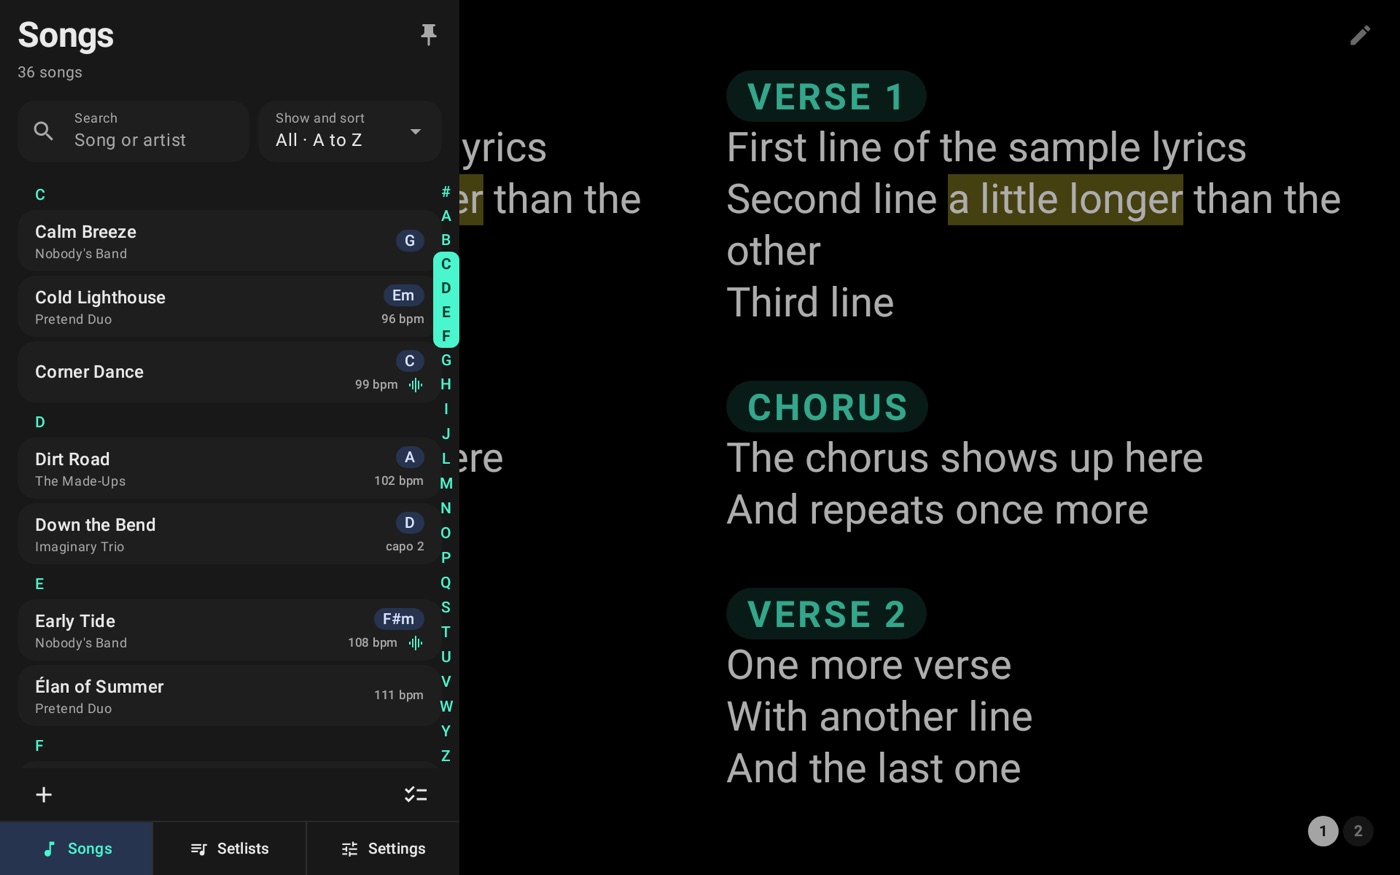 Songs
36 songs
Search
Song or artist
Show and sort
All · A to Z
C
Calm Breeze
Nobody's Band
G
Cold Lighthouse
Pretend Duo
Em
96 bpm
Corner Dance
C
99 bpm
D
Dirt Road
The Made-Ups
A
102 bpm
Down the Bend
Imaginary Trio
D
capo 2
E
Early Tide
Nobody's Band
F#m
108 bpm
Élan of Summer
Pretend Duo
111 bpm
F
#
A
B
C
D
E
F
G
H
I
J
L
M
N
O
P
Q
S
T
U
V
W
Y
Z
Songs
Setlists
Settings
yrics
er than the
ere
VERSE 1
First line of the sample lyrics
Second line a little longer than the
other
Third line
CHORUS
The chorus shows up here
And repeats once more
VERSE 2
One more verse
With another line
And the last one
1
2